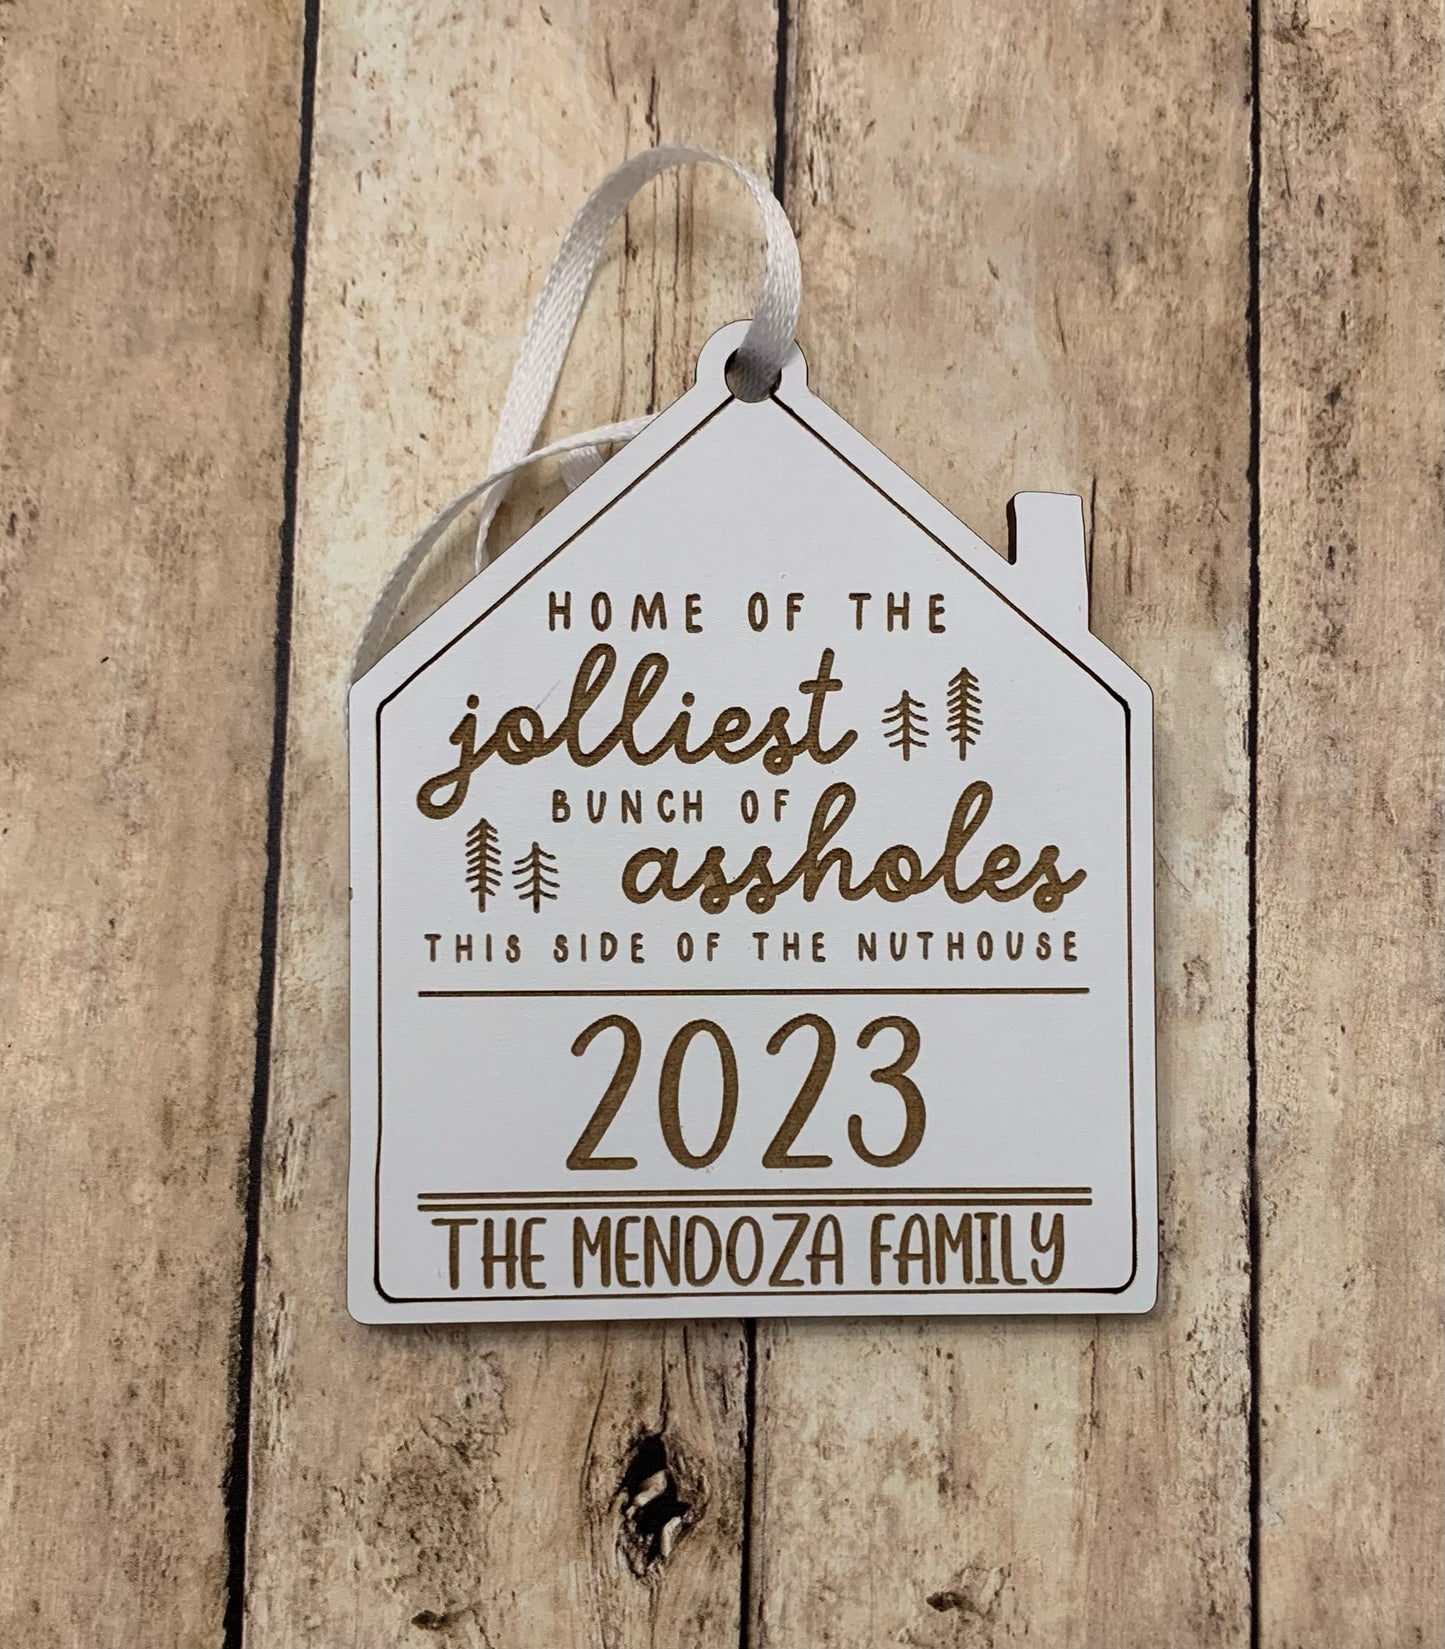 HOME OF THE
jolliest
BUNCH OF
assholes
THIS SIDE OF THE NUTHOUSE
2023
THE MENDOZA FAMILY